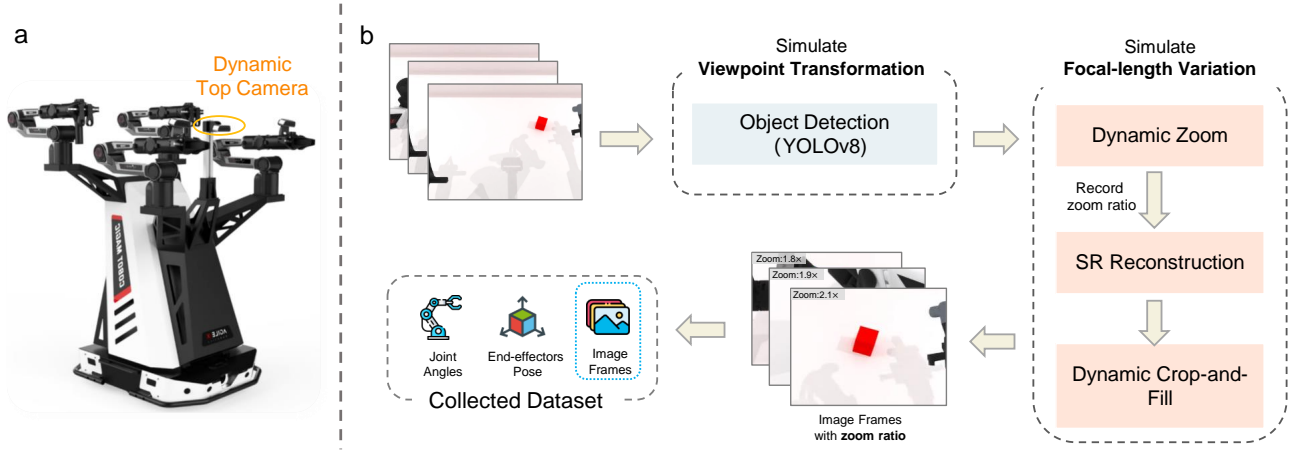 a
Dynamic
Top Camera
COBOT MAGIC
b
Simulate
Viewpoint Transformation
Object Detection
(YOLOv8)
Simulate
Focal-length Variation
Dynamic Zoom
Record
zoom ratio
SR Reconstruction
Dynamic Crop-and-
Fill
Zoom:1.8×
Zoom:1.9×
Zoom:2.1×
Image Frames
with zoom ratio
Joint
Angles
End-effectors
Pose
Image
Frames
Collected Dataset